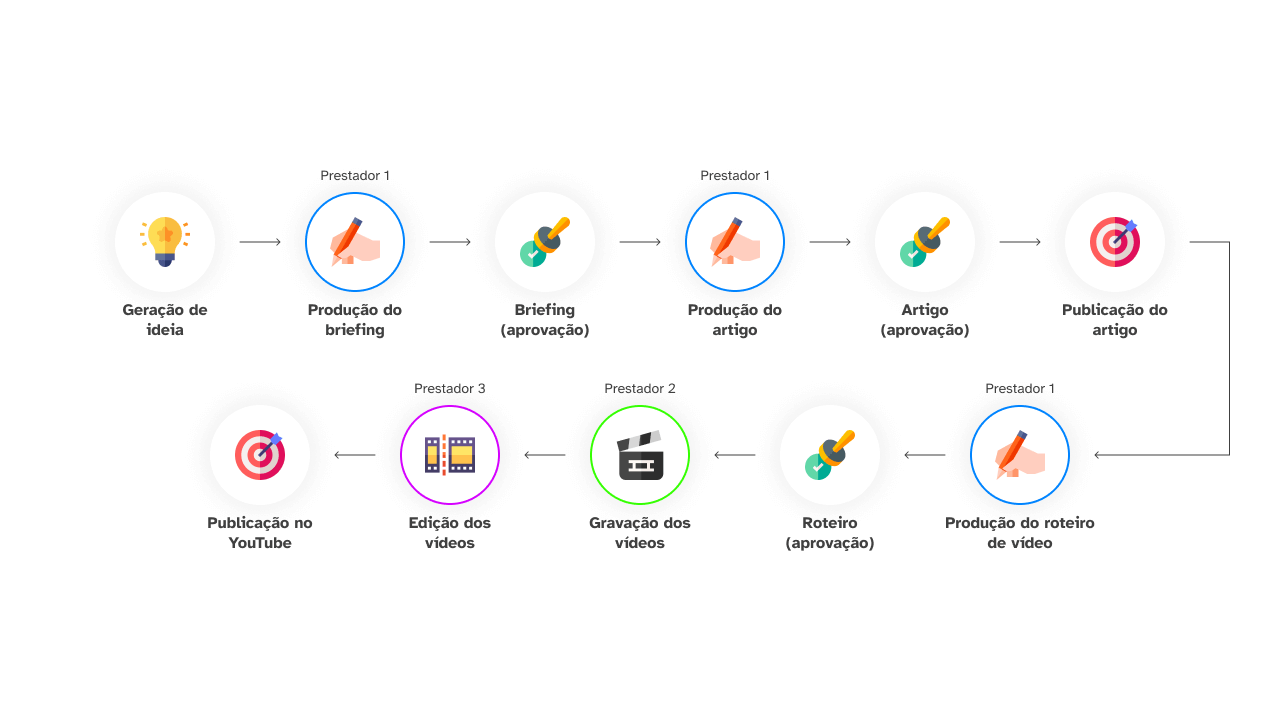 Prestador 1
Prestador 1
Geração de
ideia
Produção do
briefing
Briefing
(aprovação)
Produção do
artigo
Artigo
(aprovação)
Publicação do
artigo
Prestador 3
Prestador 2
Prestador 1
Publicação no
YouTube
Edição dos
vídeos
Gravação dos
vídeos
Roteiro
(aprovação)
Produção do roteiro
de vídeo